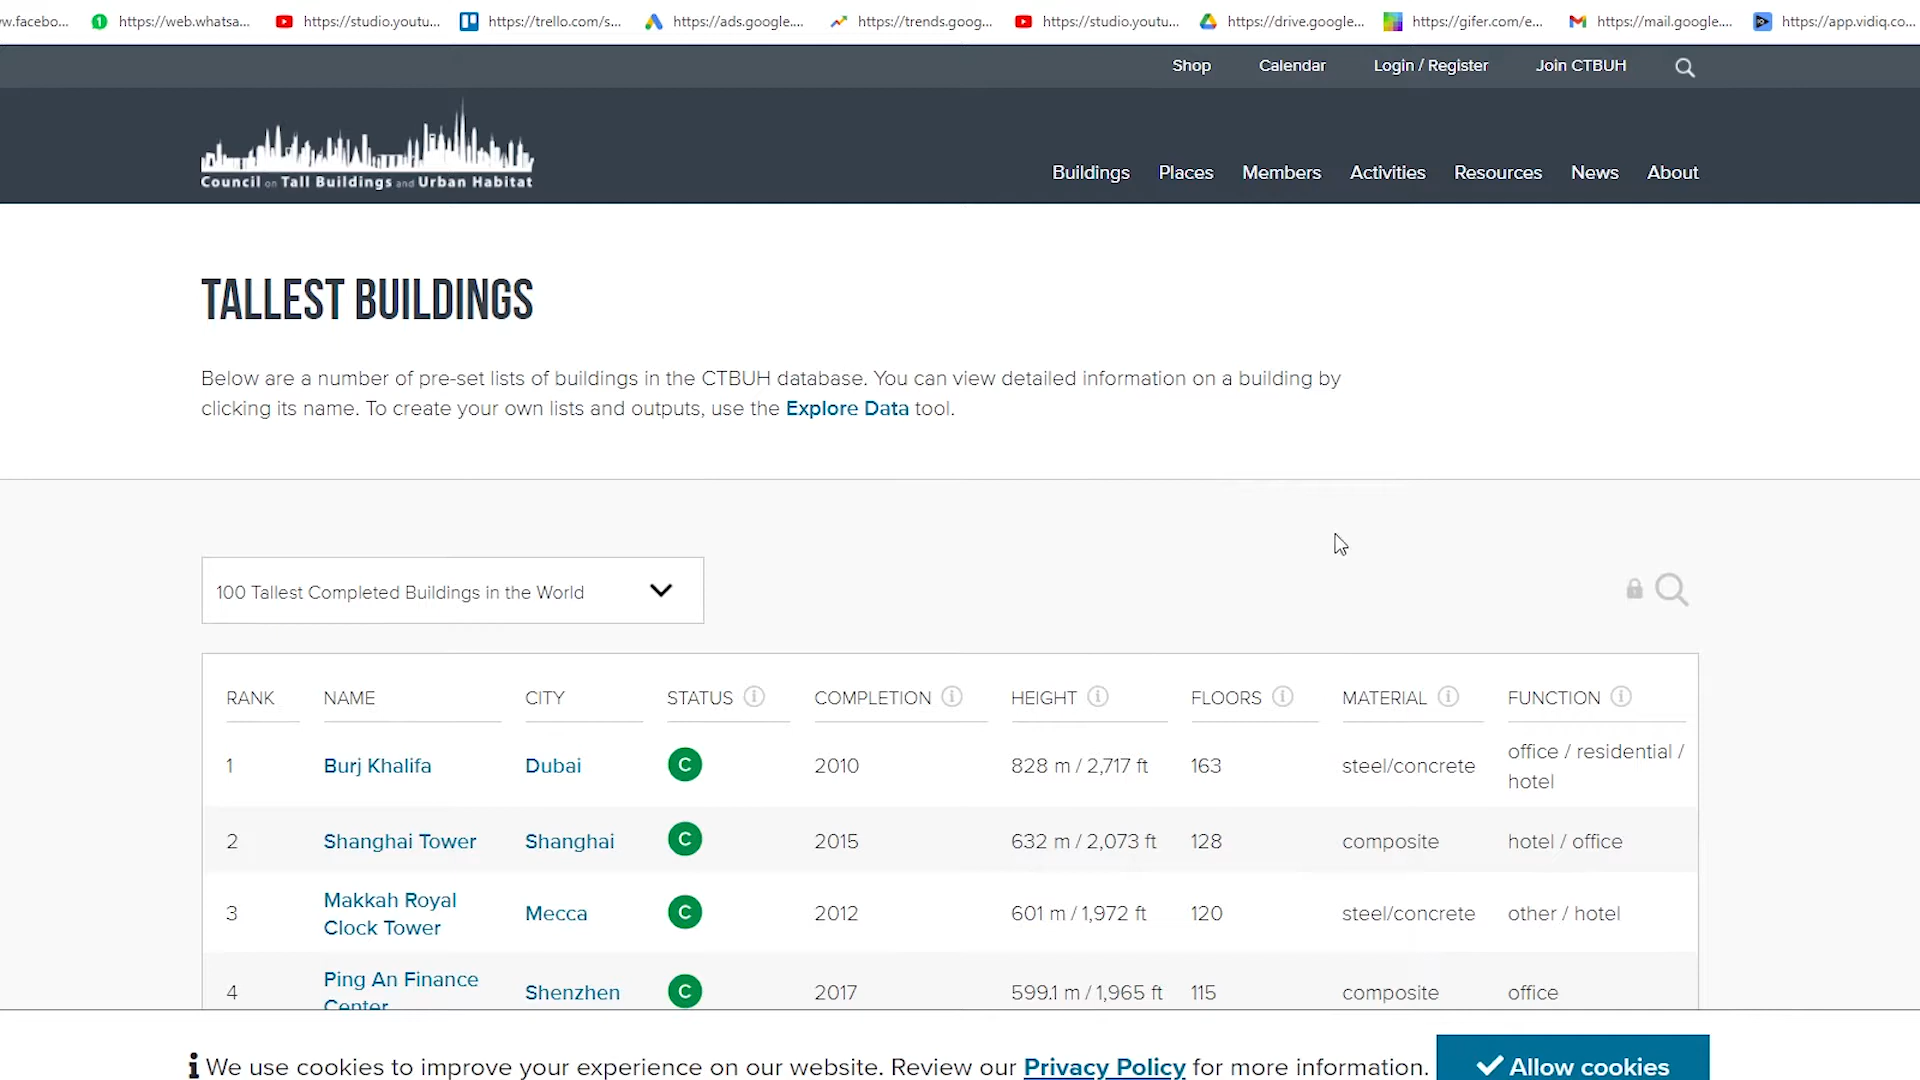 w.facebo... https://web.whatsa... https://studio.youtu... https://trello.com/s... https://ads.google.... https://trends.goog... https://studio.youtu... https://drive.google... https://gifer.com/e... https://mail.google.... https://app.vidiq.co...
Shop Calendar Login / Register Join CTBUH
Council on Tall Buildings and Urban Habitat
Buildings Places Members Activities Resources News About
TALLEST BUILDINGS
Below are a number of pre-set lists of buildings in the CTBUH database. You can view detailed information on a building by
clicking its name. To create your own lists and outputs, use the Explore Data tool.
100 Tallest Completed Buildings in the World
RANK NAME CITY STATUS COMPLETION HEIGHT FLOORS MATERIAL FUNCTION
1 Burj Khalifa Dubai C 2010 828 m / 2,717 ft 163 steel/concrete office / residential /
hotel
2 Shanghai Tower Shanghai C 2015 632 m / 2,073 ft 128 composite hotel / office
3 Makkah Royal
Clock Tower Mecca C 2012 601 m / 1,972 ft 120 steel/concrete other / hotel
4 Ping An Finance
Center Shenzhen C 2017 599.1 m / 1,965 ft 115 composite office
We use cookies to improve your experience on our website. Review our Privacy Policy for more information. Allow cookies